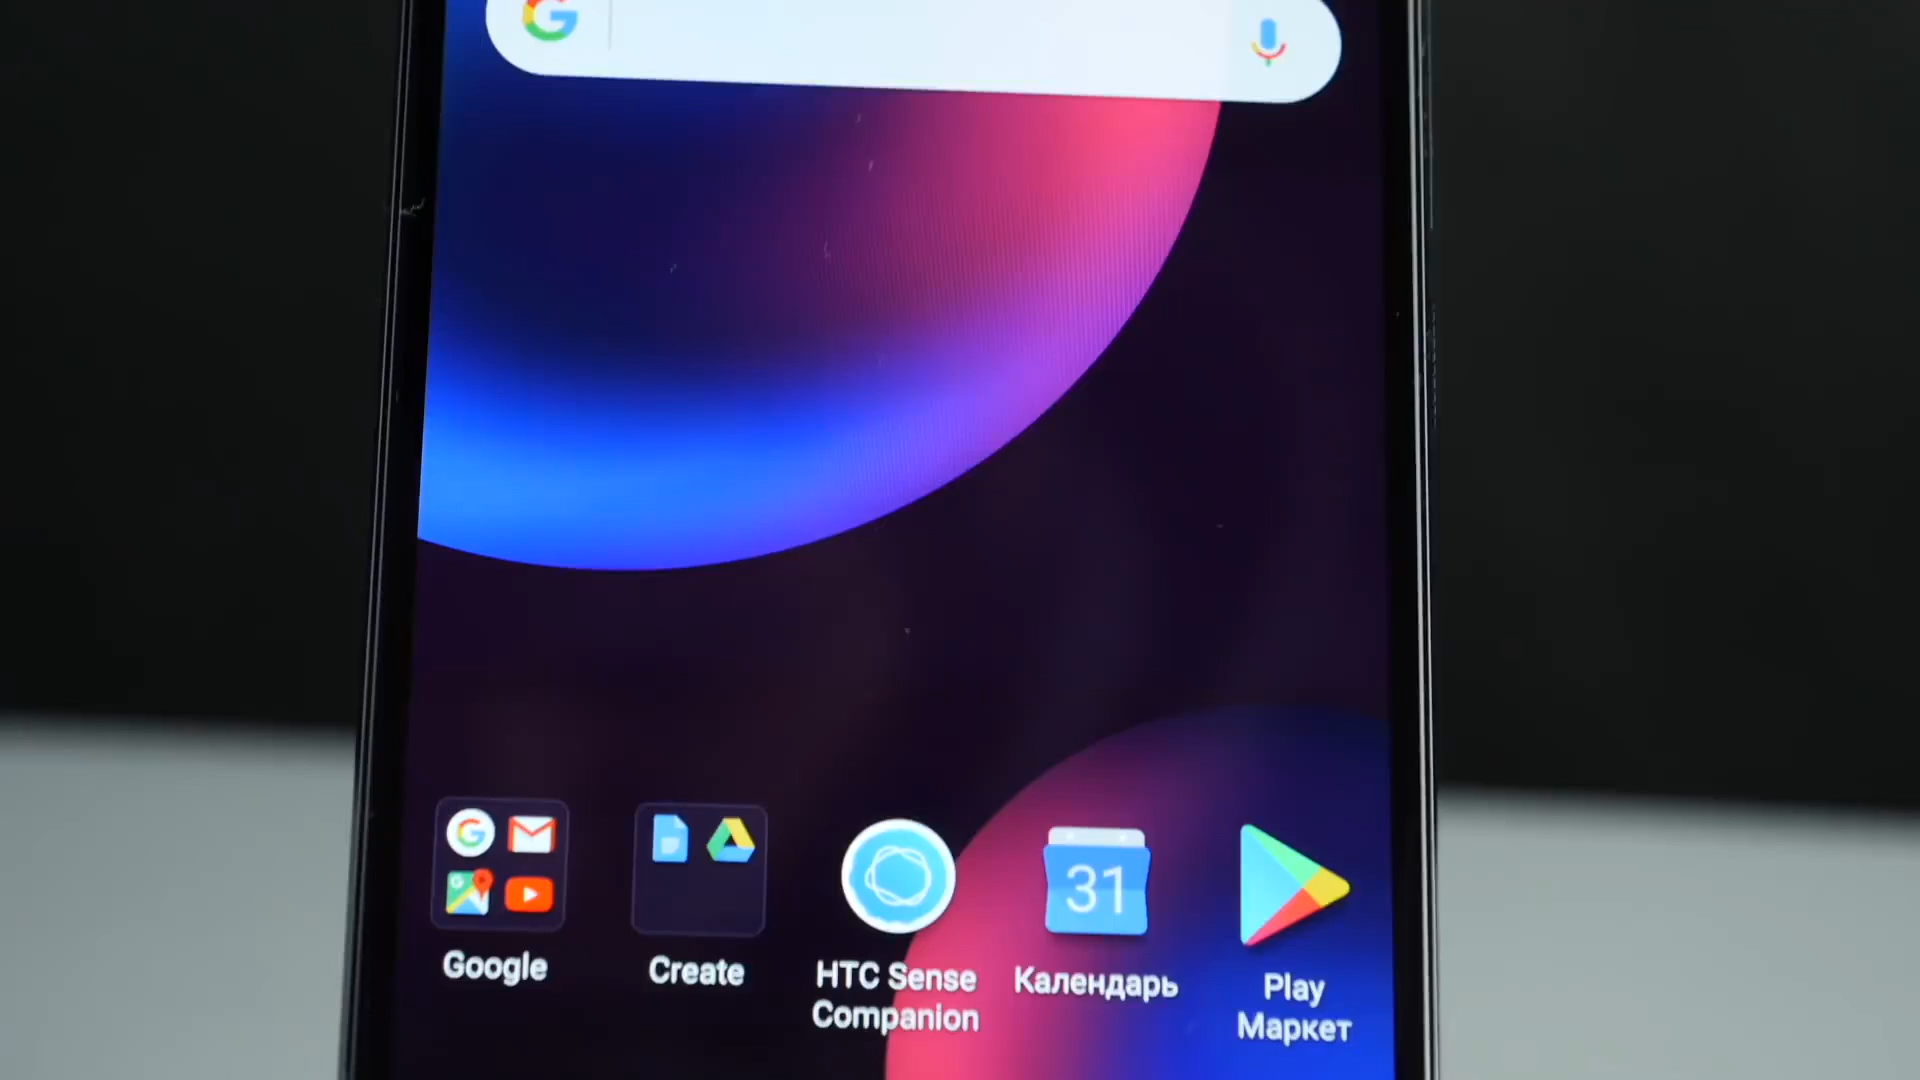 31
Google
Create
HTC Sense
Companion
Календарь
Play
Маркет